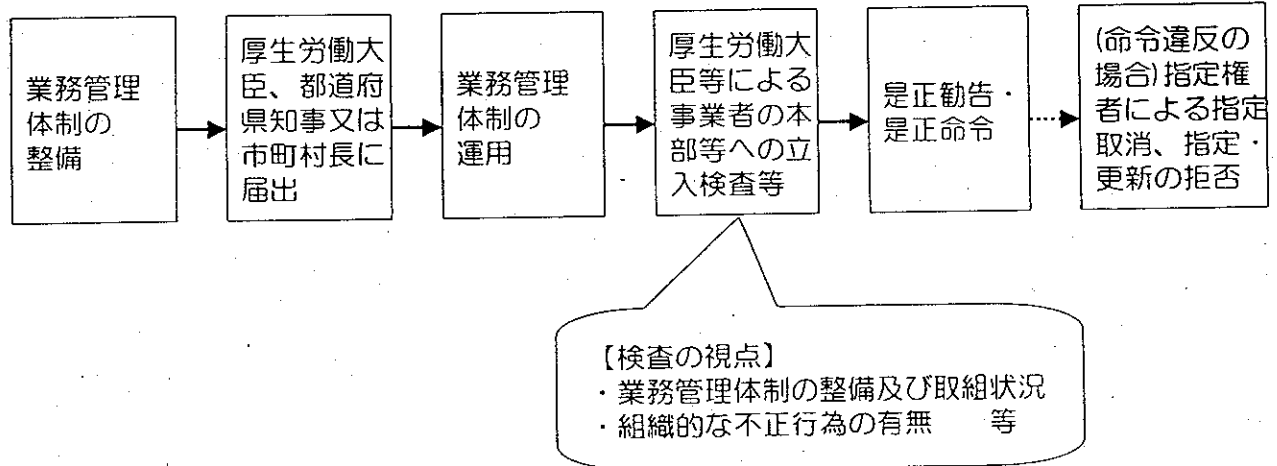 業務管理
体制の
整備
厚生労働大
臣、都道府
県知事又は
市町村長に
届出
業務管理
体制の
運用
厚生労働大
臣等による
事業者の本
部等への立
入検査等
是正勧告・
是正命令
(命令違反の
場合)指定権
者による指定
取消、指定・
更新の拒否
【検査の視点】
・業務管理体制の整備及び取組状況
・組織的な不正行為の有無　　等